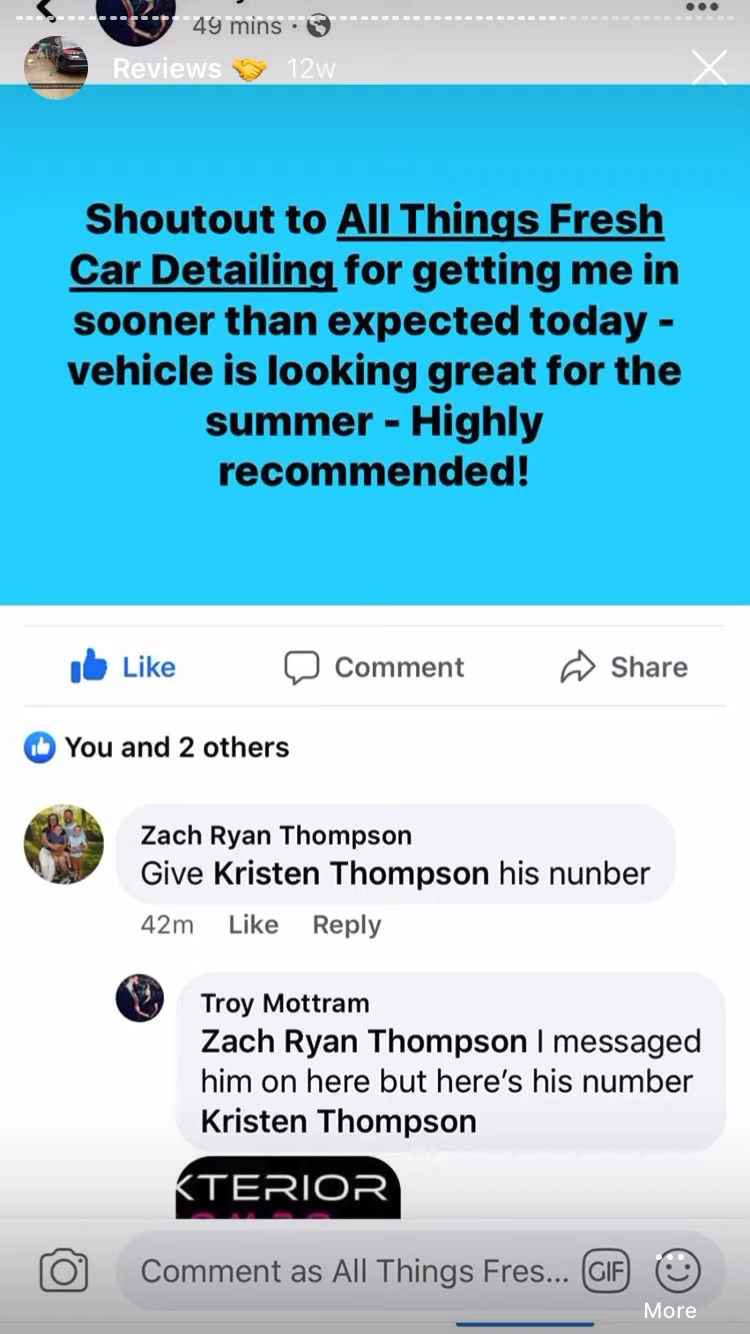 49 mins ·
Reviews 🤝 12w
Shoutout to All Things Fresh
Car Detailing for getting me in
sooner than expected today -
vehicle is looking great for the
summer - Highly
recommended!
Like Comment Share
You and 2 others
Zach Ryan Thompson
Give Kristen Thompson his nunber
42m Like Reply
Troy Mottram
Zach Ryan Thompson I messaged
him on here but here's his number
Kristen Thompson
XTERIOR
Comment as All Things Fres... GIF
More